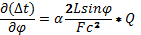 ∂(Δt)/∂φ = α 2Lsinφ/Fc² * Q